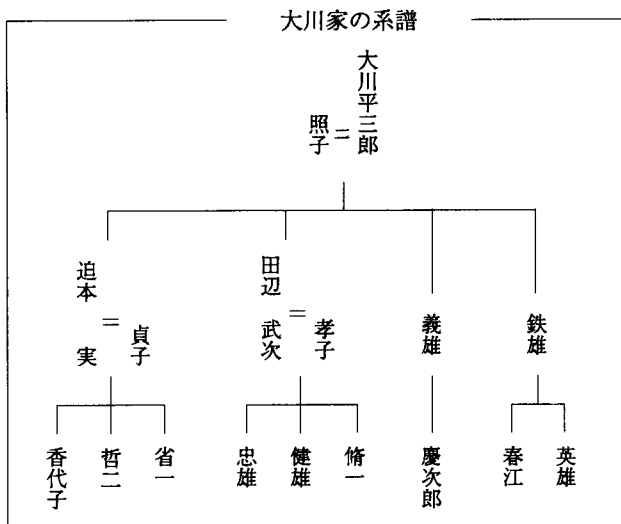 大川家の系譜
大川平三郎
＝
照子
鉄雄
義雄
孝子
＝
田辺 武次
貞子
＝
迫本 実
英雄
春江
慶次郎
脩一
健雄
忠雄
省一
哲二
香代子